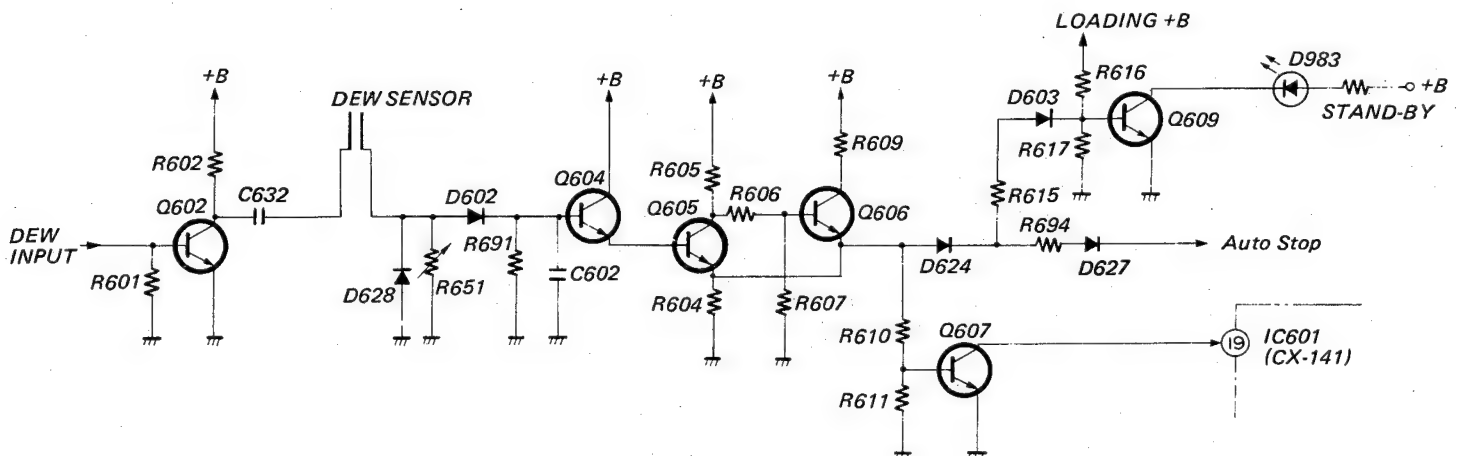 LOADING +B
D983
+B
STAND-BY
R616
D603
Q609
R617
R615
+B
+B
+B
DEW SENSOR
R602
C632
Q602
DEW
INPUT
R601
D602
Q604
R691
D628
R651
C602
R605
R606
Q605
R609
Q606
R604
R607
D624
R694
D627
Auto Stop
R610
Q607
R611
19
IC601
(CX-141)